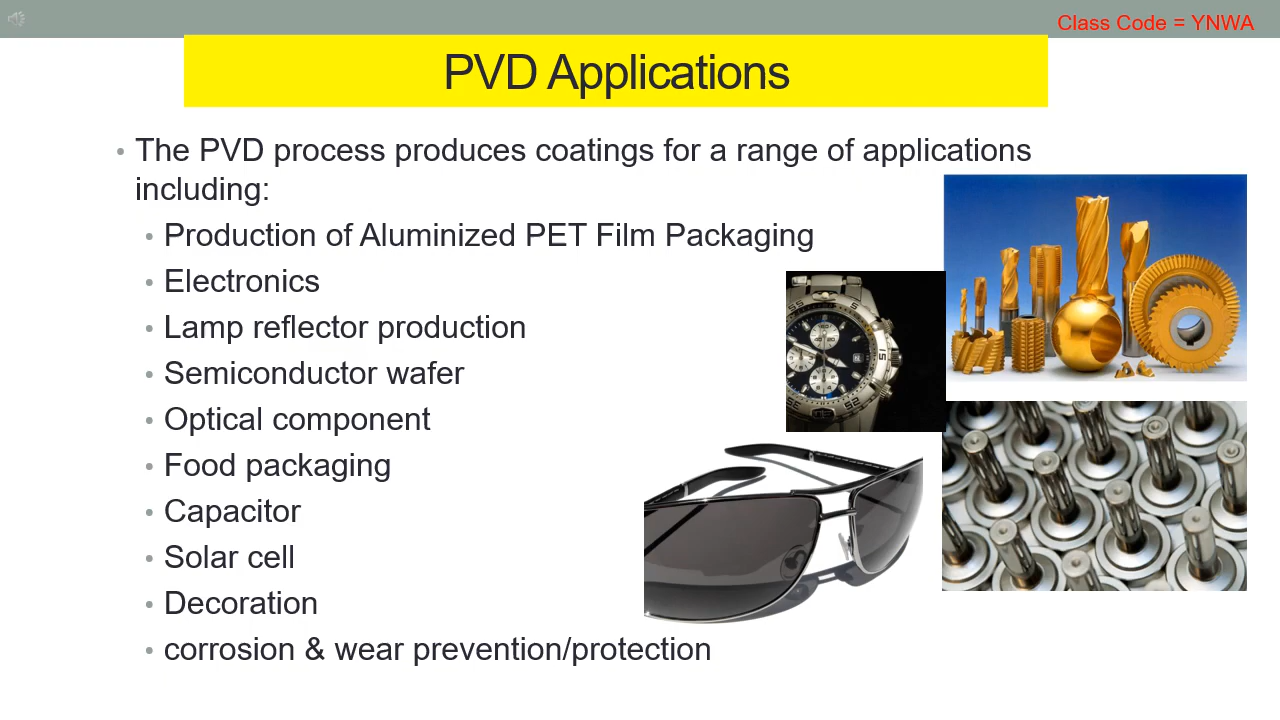 Class Code = YNWA
PVD Applications
• The PVD process produces coatings for a range of applications
including:
• Production of Aluminized PET Film Packaging
• Electronics
• Lamp reflector production
• Semiconductor wafer
• Optical component
• Food packaging
• Capacitor
• Solar cell
• Decoration
• corrosion & wear prevention/protection